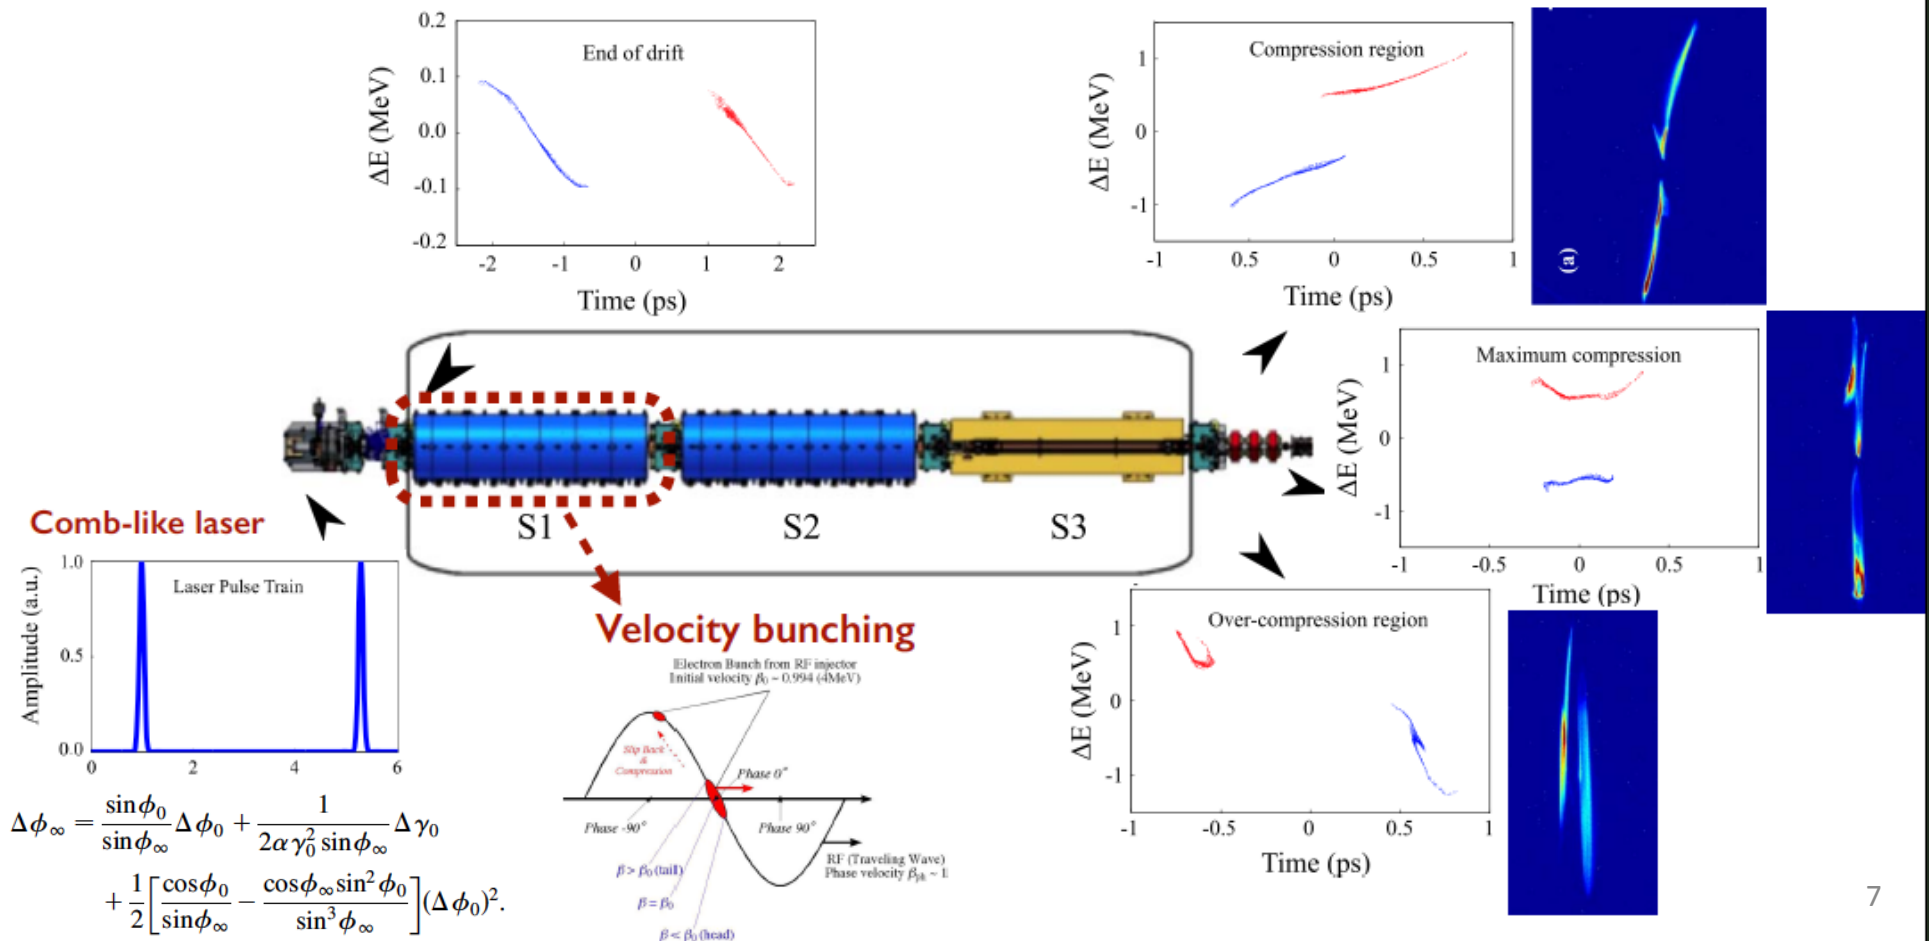 End of drift
ΔE (MeV)
0.2
0.1
0.0
-0.1
-0.2
-2 -1 0 1 2
Time (ps)
Compression region
ΔE (MeV)
1
0
-1
-1 0.5 0 0.5 1
Time (ps)
(a)
Maximum compression
ΔE (MeV)
1
0
-1
-1 -0.5 0 0.5 1
Time (ps)
S1 S2 S3
Comb-like laser
Laser Pulse Train
Amplitude (a.u.)
1.0
0.5
0.0
0 2 4 6
Velocity bunching
Electron Bunch from RF injector
Initial velocity β₀ ~ 0.994 (4MeV)
Slip Back
&
Compression
Phase 0°
Phase -90°
Phase 90°
RF (Traveling Wave)
Phase velocity βph ~ 1
β > β₀ (tail)
β = β₀
β < β₀ (head)
Over-compression region
ΔE (MeV)
1
0
-1
-1 -0.5 0 0.5 1
Time (ps)
Δϕ∞ = sinϕ₀/sinϕ∞ Δϕ₀ + 1/2αγ₀² sinϕ∞ Δγ₀
+ 1/2 [cosϕ₀/sinϕ∞ − cosϕ∞ sin² ϕ₀/sin³ ϕ∞] (Δϕ₀)².
7